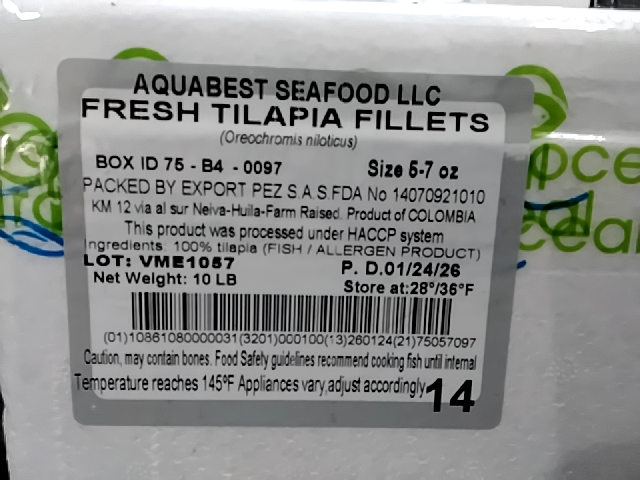 AQUABEST SEAFOOD LLC
FRESH TILAPIA FILLETS
(Oreochromis niloticus)
BOX ID 75 - B4 - 0097 Size 5-7 oz
PACKED BY EXPORT PEZ S.A.S.FDA No 14070921010
KM 12 via al sur Neiva-Huila-Farm Raised. Product of COLOMBIA
This product was processed under HACCP system
Ingredients: 100% tilapia (FISH / ALLERGEN PRODUCT)
LOT: VME1057 P. D.01/24/26
Net Weight: 10 LB Store at:28°/36°F
(01)10861080000031(3201)000100(13)260124(21)75057097
Caution, may contain bones. Food Safety guidelines recommend cooking fish until internal
Temperature reaches 145ºF Appliances vary,adjust accordingly 14